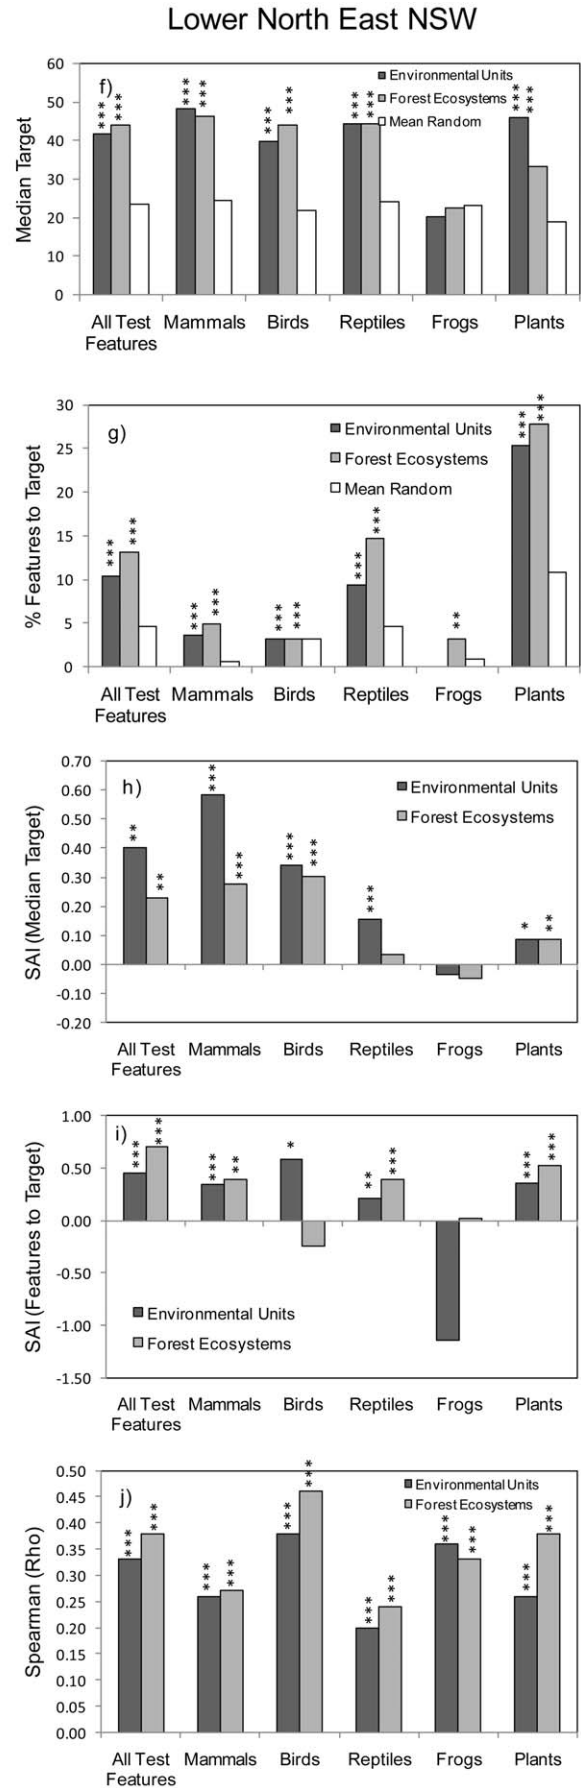 Lower North East NSW
f)
Environmental Units
Forest Ecosystems
Mean Random
Median Target
60
50
40
30
20
10
0
*** *** *** *** *** *** *** *** *** ***
All Test Features
Mammals
Birds
Reptiles
Frogs
Plants
g)
Environmental Units
Forest Ecosystems
Mean Random
% Features to Target
30
25
20
15
10
5
0
*** *** *** *** *** *** *** *** ** *** ***
All Test Features
Mammals
Birds
Reptiles
Frogs
Plants
h)
Environmental Units
Forest Ecosystems
SAI (Median Target)
0.70
0.60
0.50
0.40
0.30
0.20
0.10
0.00
-0.10
-0.20
** ** *** *** *** *** *** * **
All Test Features
Mammals
Birds
Reptiles
Frogs
Plants
i)
SAI (Features to Target)
1.00
0.50
0.00
-0.50
-1.00
-1.50
*** *** *** ** * ** *** *** ***
Environmental Units
Forest Ecosystems
All Test Features
Mammals
Birds
Reptiles
Frogs
Plants
j)
Environmental Units
Forest Ecosystems
Spearman (Rho)
0.50
0.45
0.40
0.35
0.30
0.25
0.20
0.15
0.10
0.05
0.00
*** *** *** *** *** *** *** *** *** *** *** ***
All Test Features
Mammals
Birds
Reptiles
Frogs
Plants